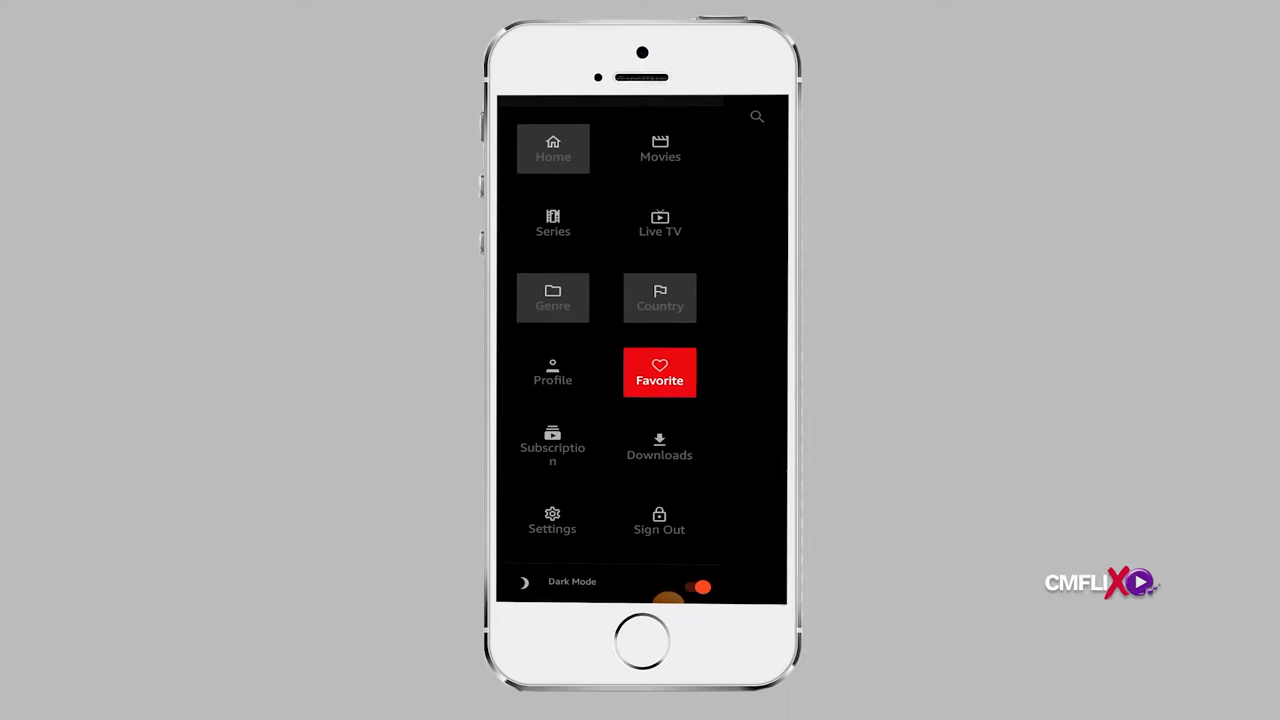 Home
Movies
Series
Live TV
Genre
Country
Profile
Favorite
Subscriptio
n
Downloads
Settings
Sign Out
Dark Mode
CMFLIX